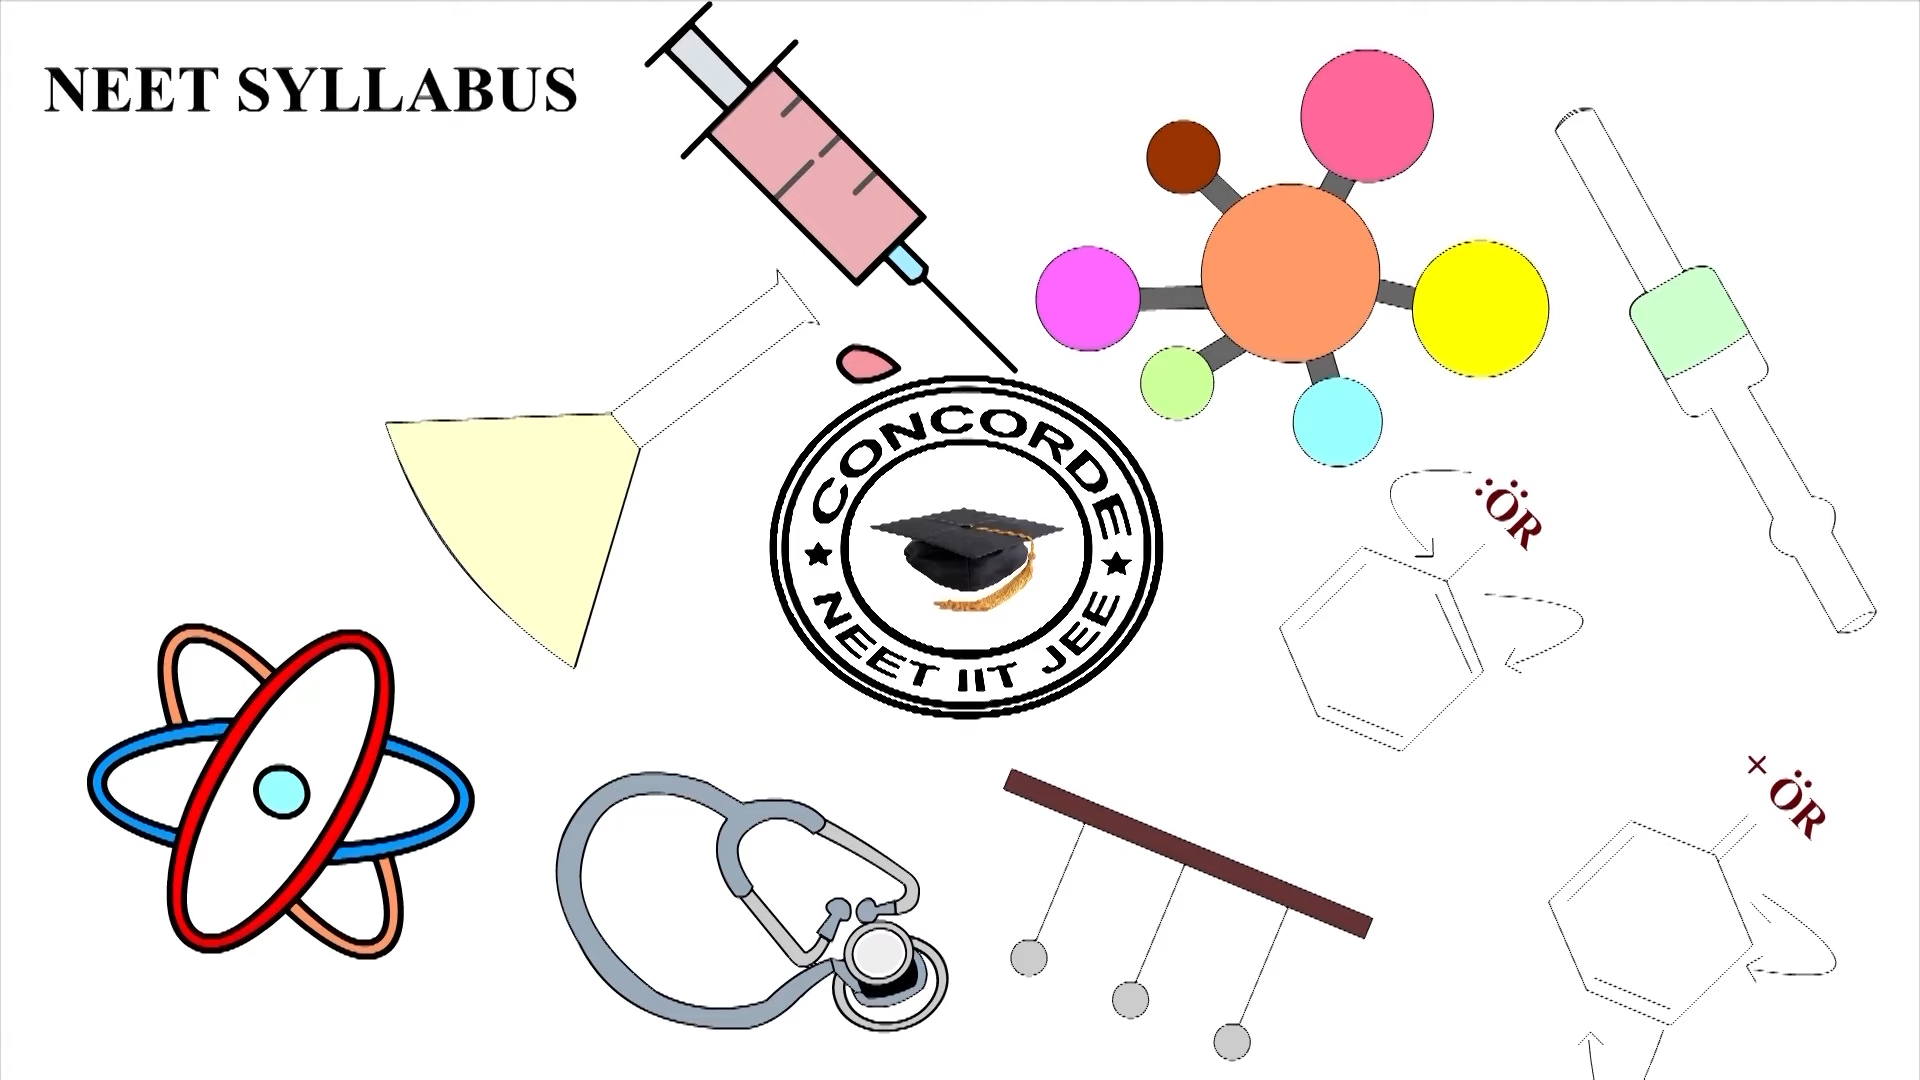 NEET SYLLABUS
CONCORDE
NEET IIT JEE
:ÖR
+ ÖR